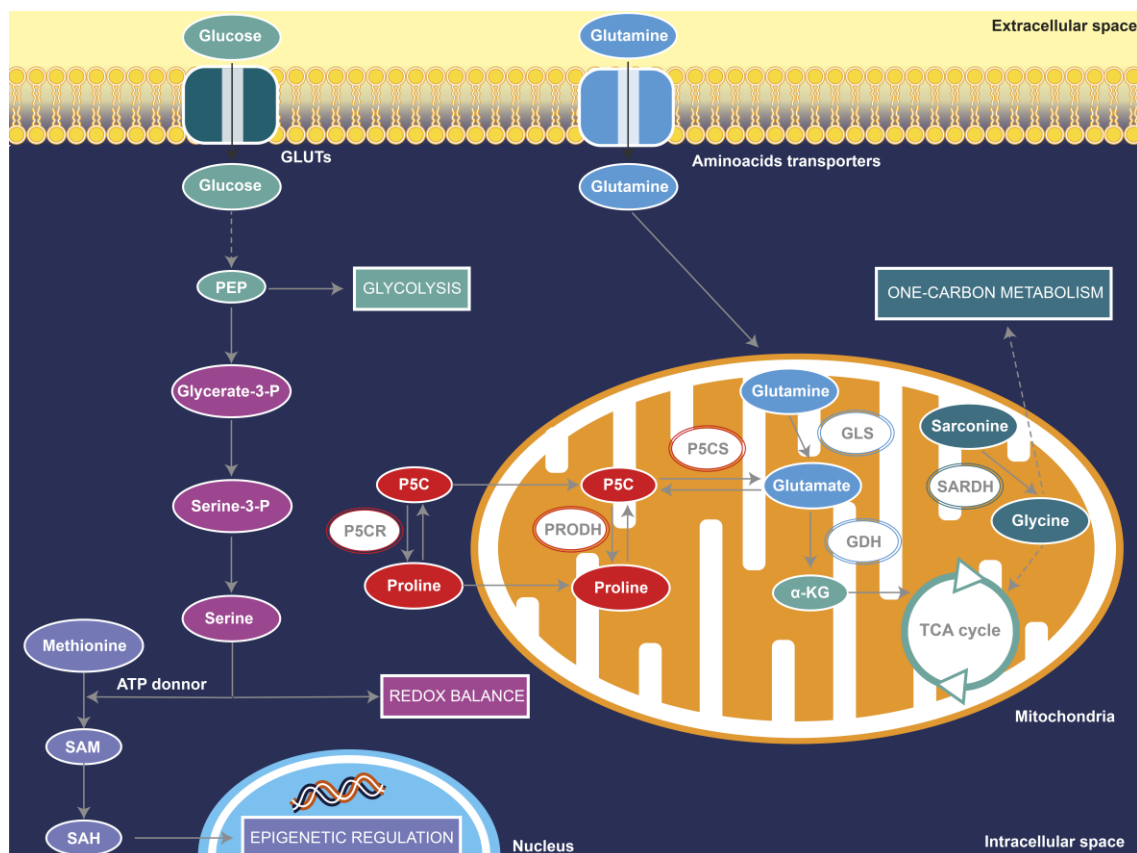 Glucose
Glutamine
Extracellular space
GLUTs
Aminoacids transporters
Glucose
Glutamine
PEP
GLYCOLYSIS
ONE-CARBON METABOLISM
Glycerate-3-P
Glutamine
GLS
Sarconine
P5CS
P5C
P5C
Glutamate
SARDH
Serine-3-P
P5CR
PRODH
GDH
Glycine
Proline
Proline
α-KG
Serine
TCA cycle
Methionine
ATP donnor
REDOX BALANCE
Mitochondria
SAM
SAH
EPIGENETIC REGULATION
Nucleus
Intracellular space